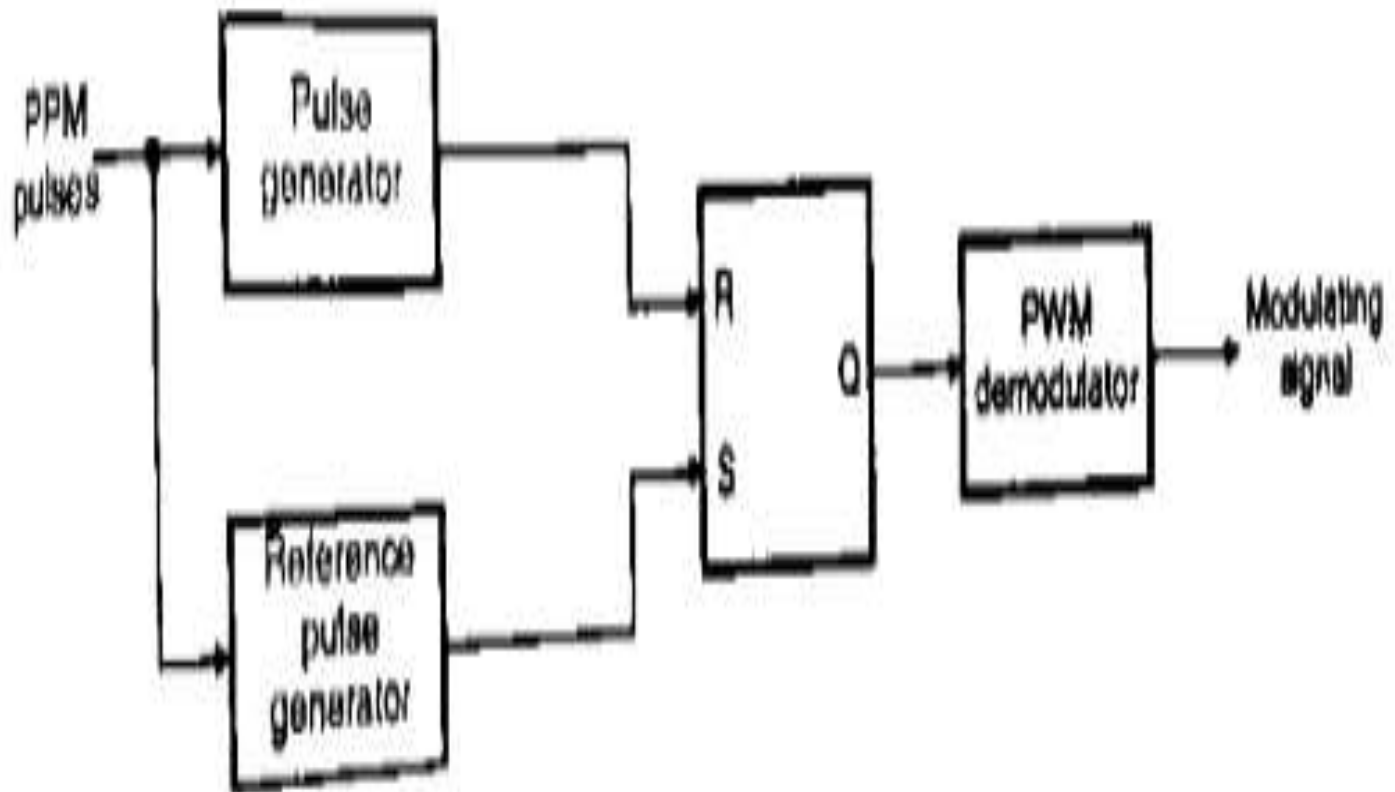 PPM
pulses
Pulse
generator
R
Q
S
PWM
demodulator
Modulating
signal
Reference
pulse
generator